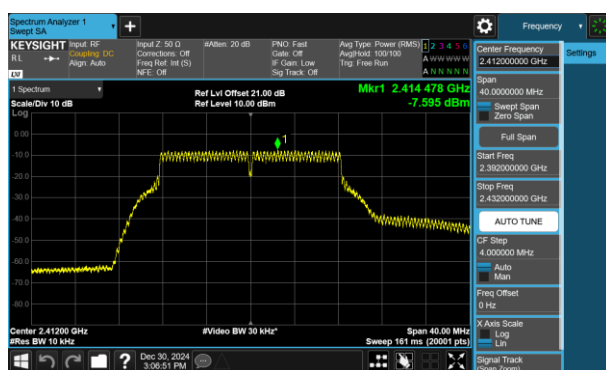 Spectrum Analyzer 1
Swept SA
Frequency
KEYSIGHT
Input: RF
Input Z: 50 Ω
#Atten: 20 dB
PNO: Fast
Avg Type: Power (RMS)
1 2 3 4 5 6
RL
Coupling: DC
Corrections: Off
Gate: Off
Avg|Hold: 100/100
A W W W W W
Align: Auto
Freq Ref: Int (S)
IF Gain: Low
Trig: Free Run
NFE: Off
Sig Track: Off
A N N N N N
LXI
1 Spectrum
Ref Lvl Offset 21.00 dB
Mkr1 2.414 478 GHz
Scale/Div 10 dB
Ref Level 10.00 dBm
-7.595 dBm
Log
1
0.00
-10.0
-20.0
-30.0
-40.0
-50.0
-60.0
-70.0
-80.0
Center 2.41200 GHz
#Video BW 30 kHz*
Span 40.00 MHz
#Res BW 10 kHz
Sweep 161 ms (20001 pts)
Dec 30, 2024
3:06:51 PM
?
Settings
Center Frequency
2.412000000 GHz
Span
40.0000000 MHz
Swept Span
Zero Span
Full Span
Start Freq
2.392000000 GHz
Stop Freq
2.432000000 GHz
AUTO TUNE
CF Step
4.000000 MHz
Auto
Man
Freq Offset
0 Hz
X Axis Scale
Log
Lin
Signal Track
(Span Zoom)